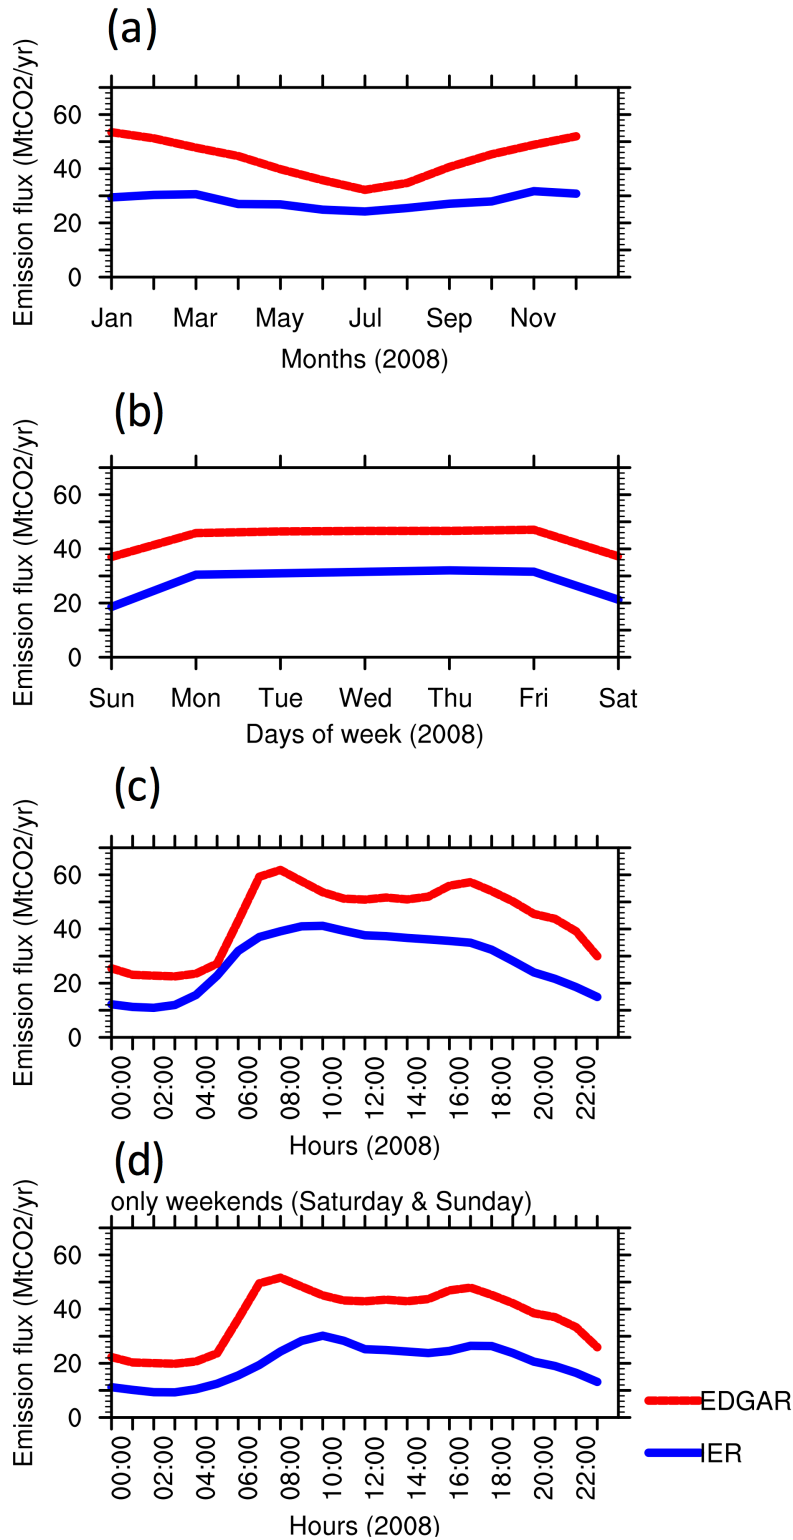 (a)
Emission flux (MtCO2/yr)
60
40
20
0
Jan Mar May Jul Sep Nov
Months (2008)
(b)
Emission flux (MtCO2/yr)
60
40
20
0
Sun Mon Tue Wed Thu Fri Sat
Days of week (2008)
(c)
Emission flux (MtCO2/yr)
60
40
20
0
00:00 02:00 04:00 06:00 08:00 10:00 12:00 14:00 16:00 18:00 20:00 22:00
Hours (2008)
(d)
only weekends (Saturday & Sunday)
Emission flux (MtCO2/yr)
60
40
20
0
00:00 02:00 04:00 06:00 08:00 10:00 12:00 14:00 16:00 18:00 20:00 22:00
Hours (2008)
EDGAR
IER